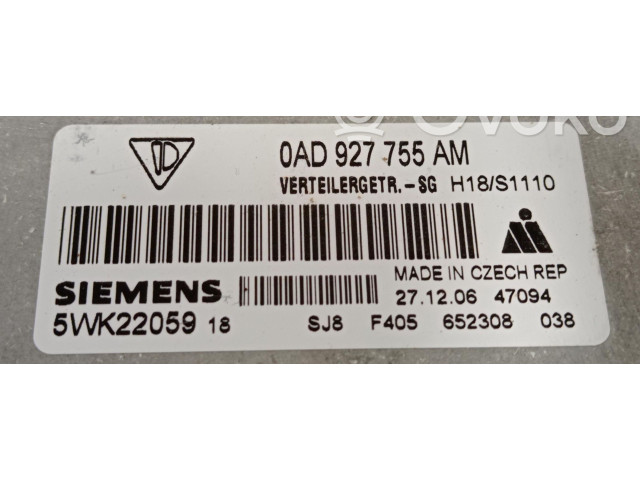 Ovoko
0AD 927 755 AM
VERTEILERGETR.-SG H18/S1110
MADE IN CZECH REP
SIEMENS
27.12.06 47094
5WK22059 18 SJ8 F405 652308 038